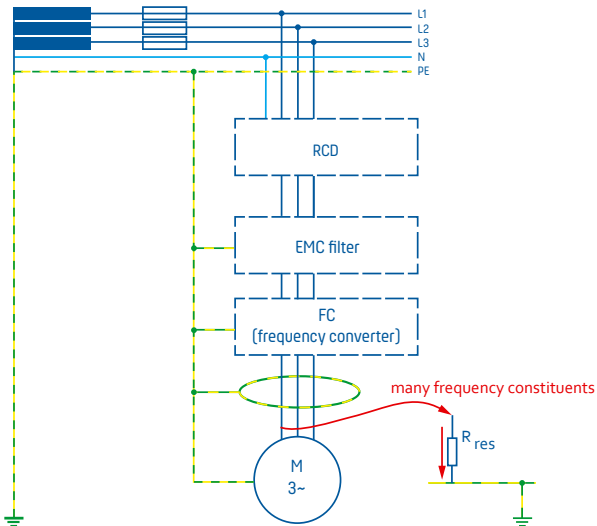 L1
L2
L3
N
PE
RCD
EMC filter
FC
(frequency converter)
many frequency constituents
R res
M
3~